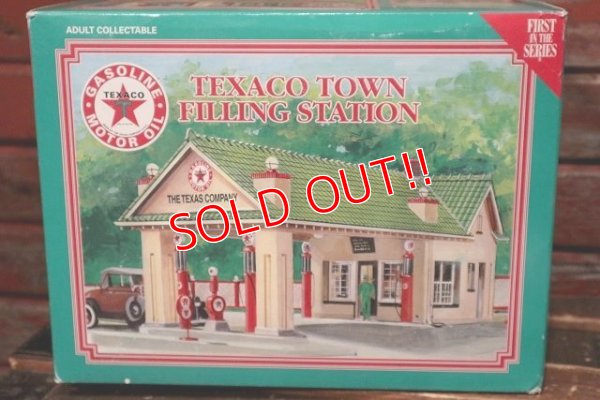 ADULT COLLECTABLE
FIRST
IN THE
SERIES
GASOLINE
TEXACO
MOTOR OIL
TEXACO TOWN
FILLING STATION
THE TEXAS COMPANY
SOLD OUT!!